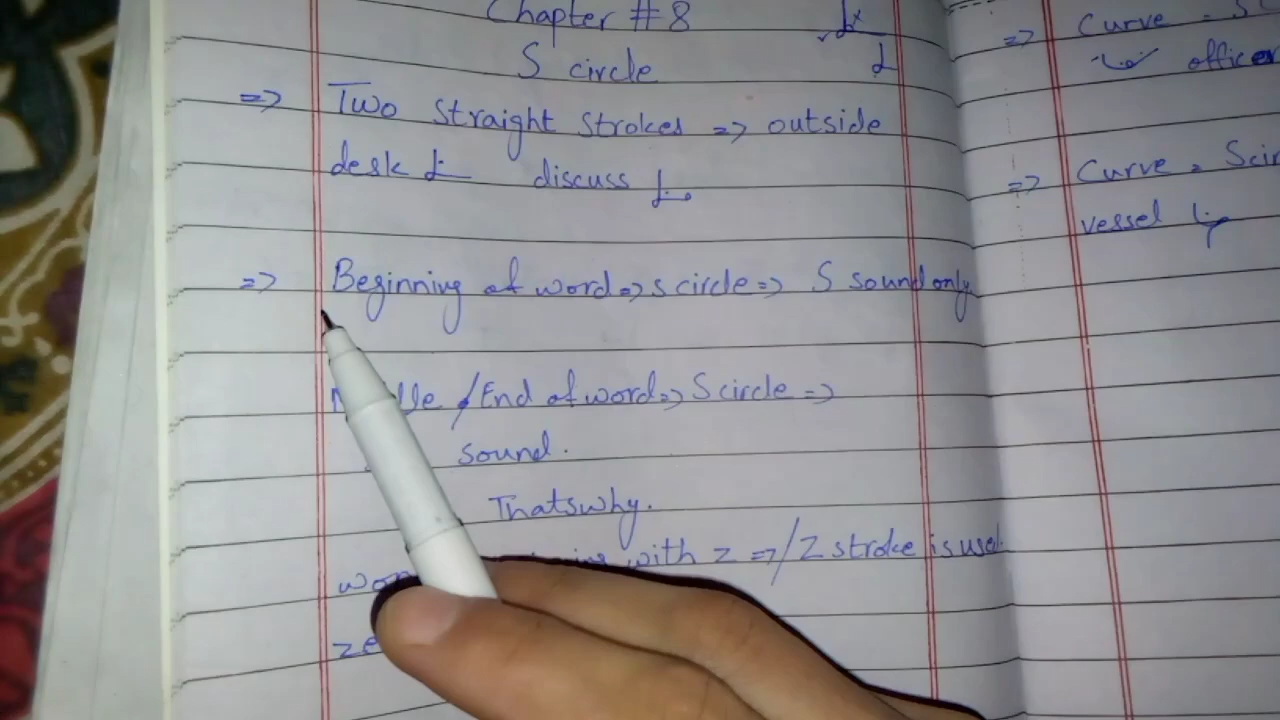 Chapter #8
S circle
=> Two straight strokes => outside
desk discuss
=> Beginning of word => s circle => S sound only
/End of word => S circle =>
sound.
Thatswhy.
with z => / Z stroke is used
=> Curve
officer
=> Curve
vessel